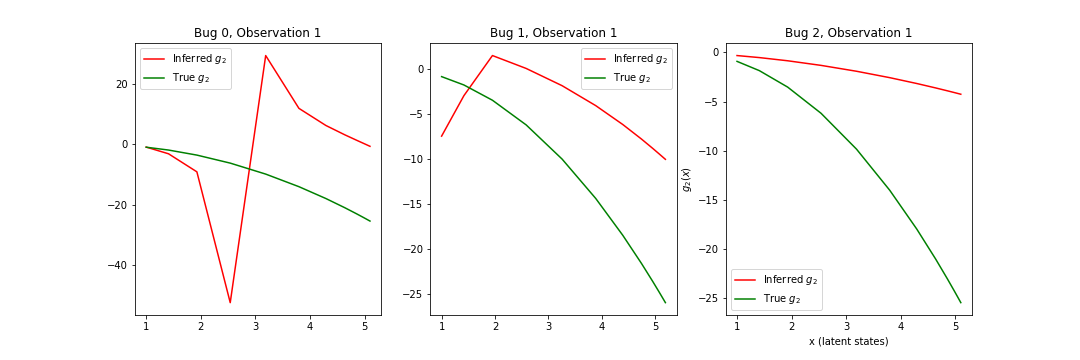 Bug 0, Observation 1
Inferred g₂
True g₂
20
0
−20
−40
1 2 3 4 5
Bug 1, Observation 1
Inferred g₂
True g₂
0
−5
−10
−15
−20
−25
1 2 3 4 5
Bug 2, Observation 1
g₂(x)
0
−5
−10
−15
−20
−25
Inferred g₂
True g₂
1 2 3 4 5
x (latent states)